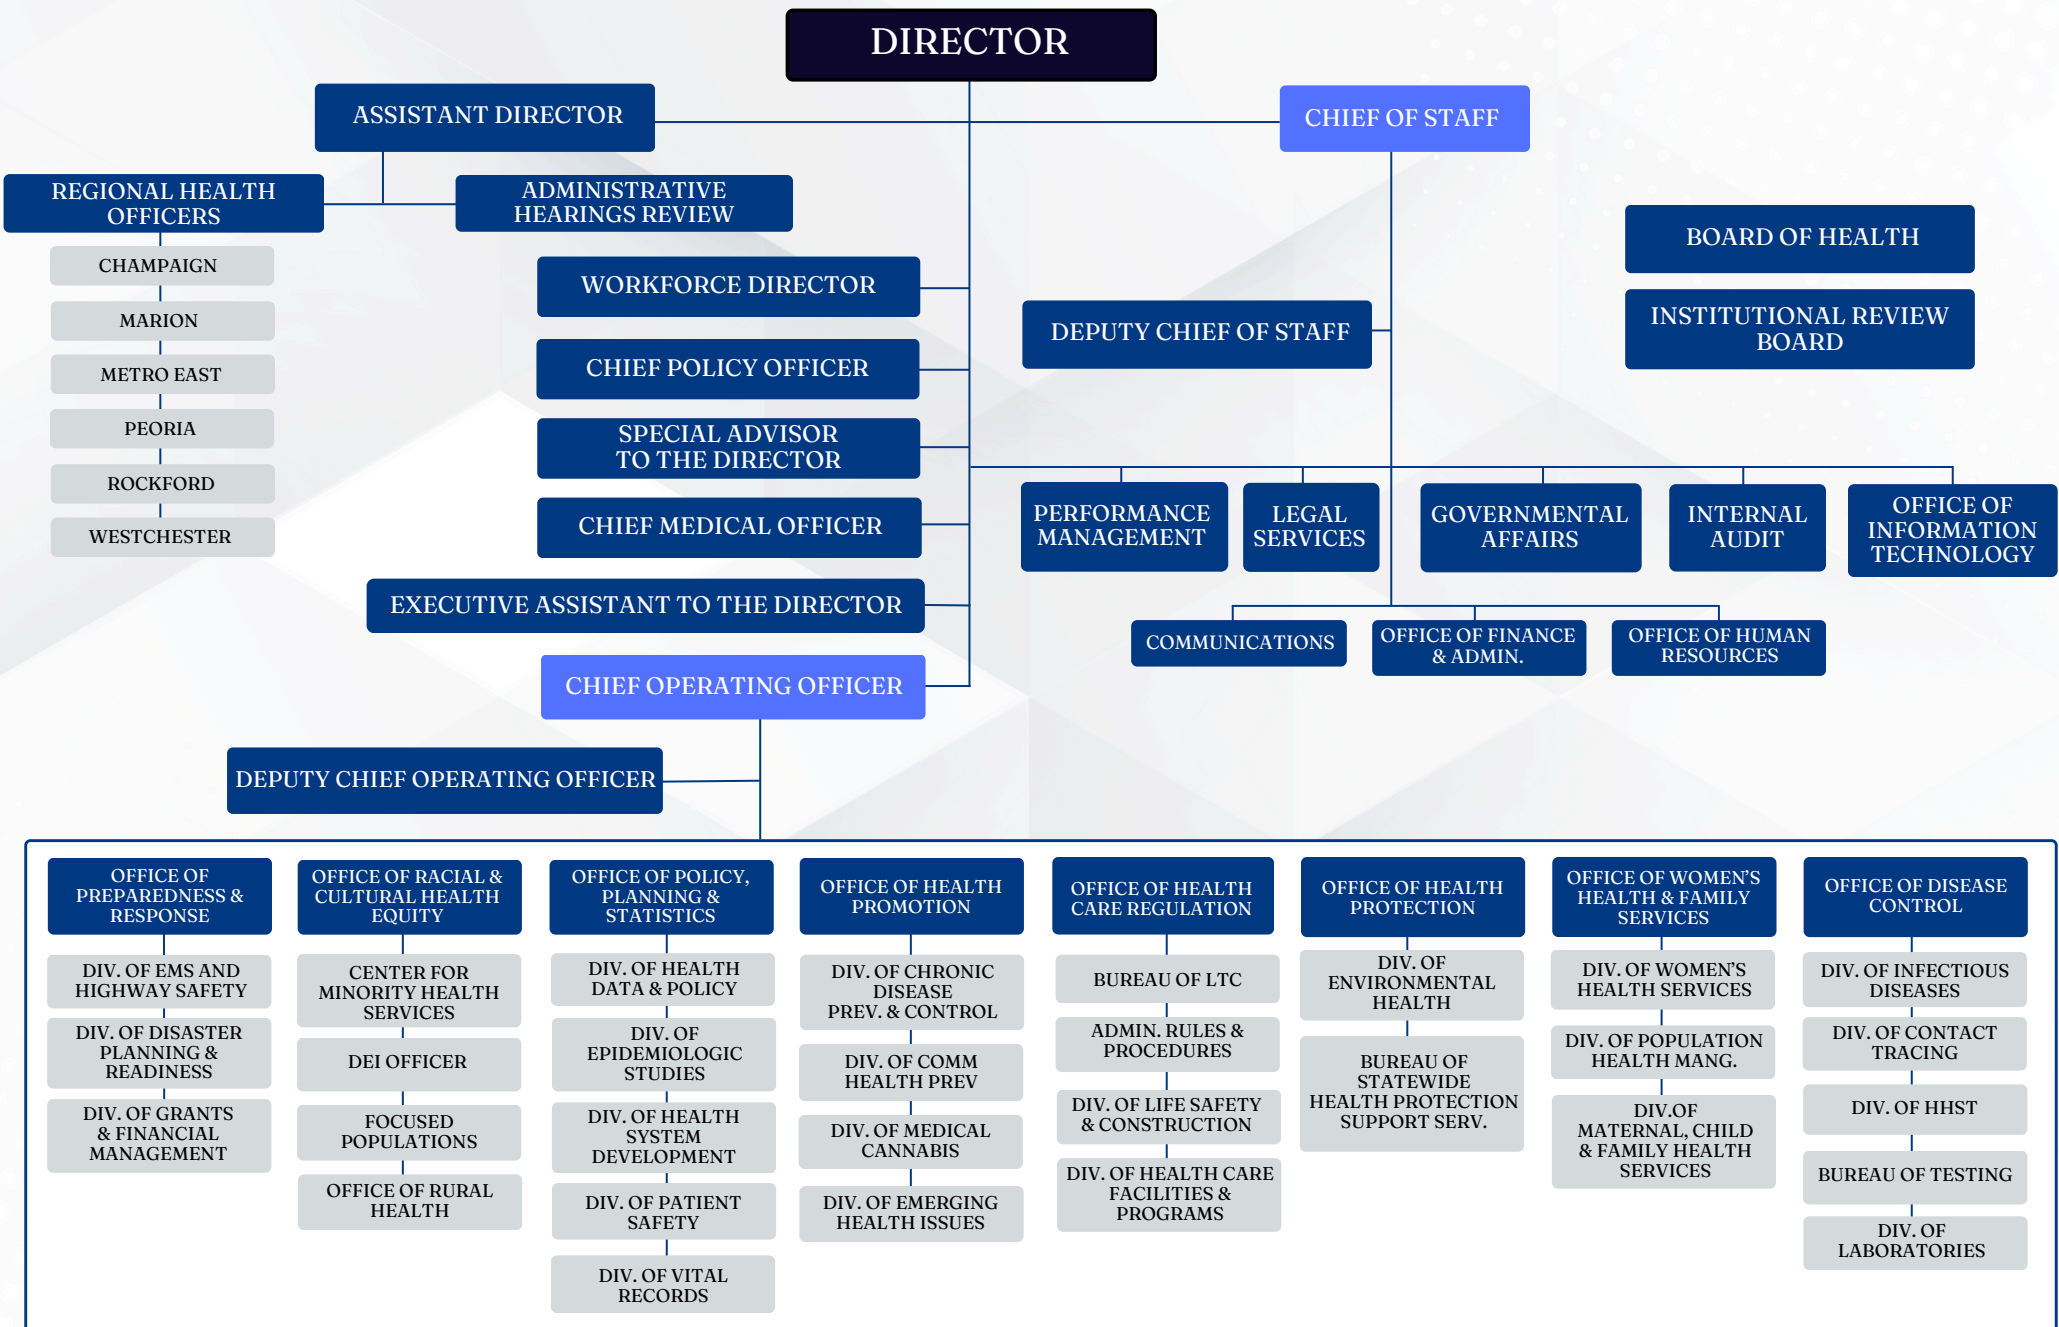 DIRECTOR
ASSISTANT DIRECTOR
CHIEF OF STAFF
REGIONAL HEALTH
OFFICERS
ADMINISTRATIVE
HEARINGS REVIEW
CHAMPAIGN
MARION
METRO EAST
PEORIA
ROCKFORD
WESTCHESTER
WORKFORCE DIRECTOR
CHIEF POLICY OFFICER
SPECIAL ADVISOR
TO THE DIRECTOR
CHIEF MEDICAL OFFICER
EXECUTIVE ASSISTANT TO THE DIRECTOR
CHIEF OPERATING OFFICER
DEPUTY CHIEF OF STAFF
BOARD OF HEALTH
INSTITUTIONAL REVIEW
BOARD
PERFORMANCE
MANAGEMENT
LEGAL
SERVICES
GOVERNMENTAL
AFFAIRS
INTERNAL
AUDIT
OFFICE OF
INFORMATION
TECHNOLOGY
COMMUNICATIONS
OFFICE OF FINANCE
& ADMIN.
OFFICE OF HUMAN
RESOURCES
DEPUTY CHIEF OPERATING OFFICER
OFFICE OF
PREPAREDNESS &
RESPONSE
DIV. OF EMS AND
HIGHWAY SAFETY
DIV. OF DISASTER
PLANNING &
READINESS
DIV. OF GRANTS
& FINANCIAL
MANAGEMENT
OFFICE OF RACIAL &
CULTURAL HEALTH
EQUITY
CENTER FOR
MINORITY HEALTH
SERVICES
DEI OFFICER
FOCUSED
POPULATIONS
OFFICE OF RURAL
HEALTH
OFFICE OF POLICY,
PLANNING &
STATISTICS
DIV. OF HEALTH
DATA & POLICY
DIV. OF
EPIDEMIOLOGIC
STUDIES
DIV. OF HEALTH
SYSTEM
DEVELOPMENT
DIV. OF PATIENT
SAFETY
DIV. OF VITAL
RECORDS
OFFICE OF HEALTH
PROMOTION
DIV. OF CHRONIC
DISEASE
PREV. & CONTROL
DIV. OF COMM
HEALTH PREV
DIV. OF MEDICAL
CANNABIS
DIV. OF EMERGING
HEALTH ISSUES
OFFICE OF HEALTH
CARE REGULATION
BUREAU OF LTC
ADMIN. RULES &
PROCEDURES
DIV. OF LIFE SAFETY
& CONSTRUCTION
DIV. OF HEALTH CARE
FACILITIES &
PROGRAMS
OFFICE OF HEALTH
PROTECTION
DIV. OF
ENVIRONMENTAL
HEALTH
BUREAU OF
STATEWIDE
HEALTH PROTECTION
SUPPORT SERV.
OFFICE OF WOMEN'S
HEALTH & FAMILY
SERVICES
DIV. OF WOMEN'S
HEALTH SERVICES
DIV. OF POPULATION
HEALTH MANG.
DIV.OF
MATERNAL, CHILD
& FAMILY HEALTH
SERVICES
OFFICE OF DISEASE
CONTROL
DIV. OF INFECTIOUS
DISEASES
DIV. OF CONTACT
TRACING
DIV. OF HHST
BUREAU OF TESTING
DIV. OF
LABORATORIES